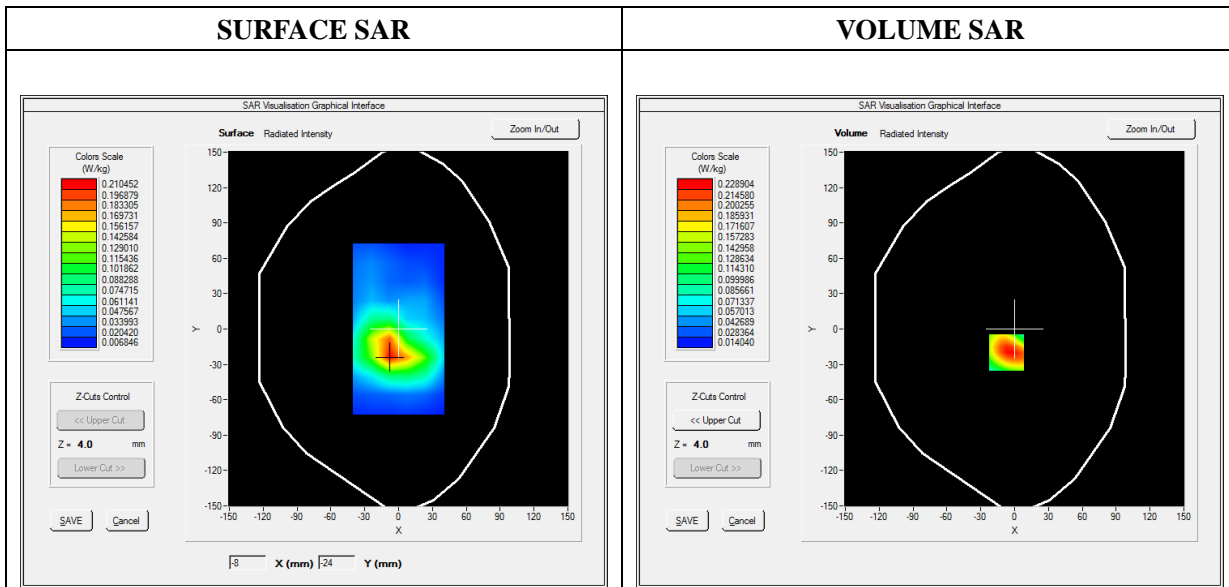 SURFACE SAR
SAR Visualisation Graphical Interface
Surface Radiated Intensity
Zoom In/Out
Colors Scale
(W/kg)
0.210452
0.196879
0.183305
0.169731
0.156157
0.142584
0.129010
0.115436
0.101862
0.088288
0.074715
0.061141
0.047567
0.033993
0.020420
0.006846
Z-Cuts Control
<< Upper Cut
Z = 4.0 mm
Lower Cut >>
SAVE Cancel
150
120
90
60
30
0
-30
-60
-90
-120
-150
Y
-150 -120 -90 -60 -30 0 30 60 90 120 150
X
-8 X (mm) -24 Y (mm)
VOLUME SAR
SAR Visualisation Graphical Interface
Volume Radiated Intensity
Zoom In/Out
Colors Scale
(W/kg)
0.228904
0.214580
0.200255
0.185931
0.171607
0.157283
0.142958
0.128634
0.114310
0.099986
0.085661
0.071337
0.057013
0.042689
0.028364
0.014040
Z-Cuts Control
<< Upper Cut
Z = 4.0 mm
Lower Cut >>
SAVE Cancel
150
120
90
60
30
0
-30
-60
-90
-120
-150
Y
-150 -120 -90 -60 -30 0 30 60 90 120 150
X